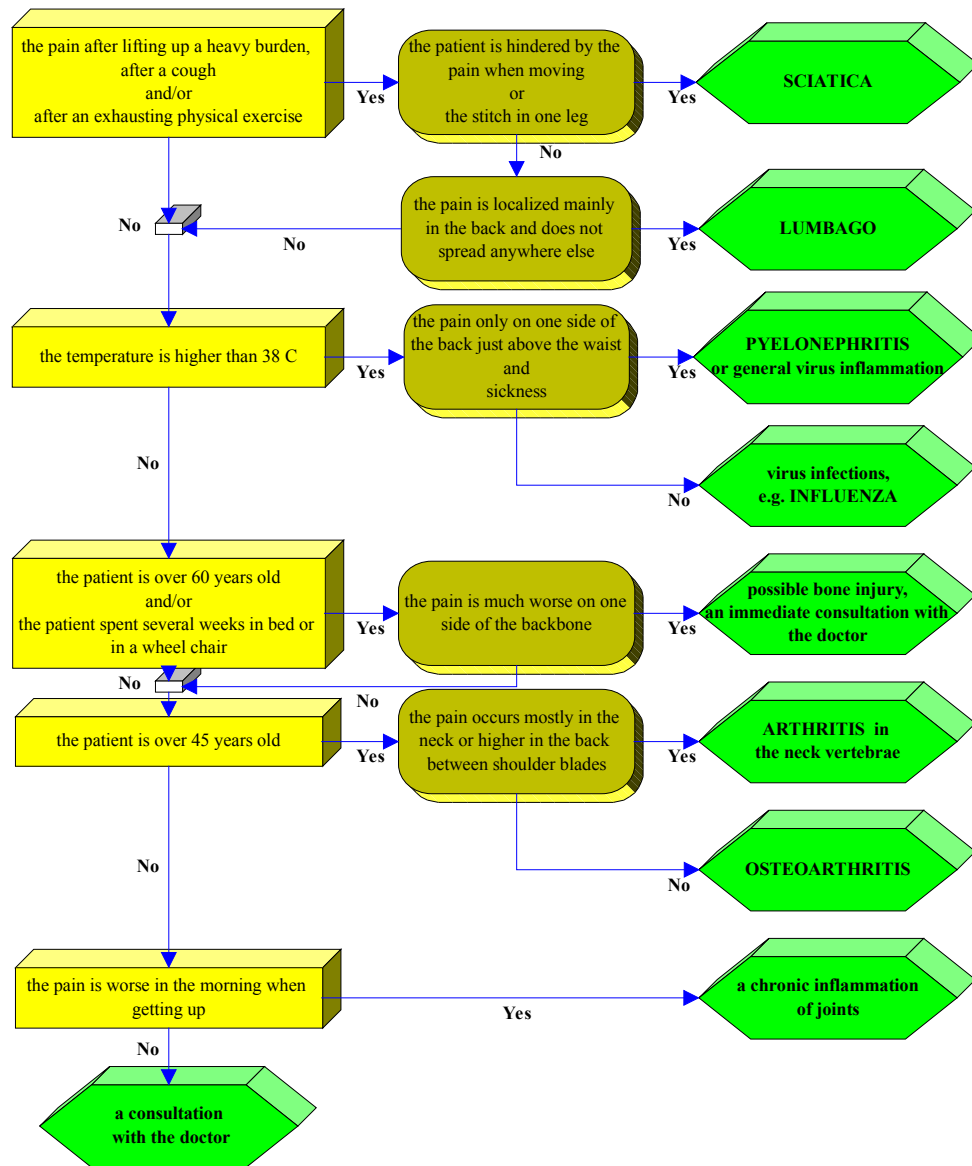 the pain after lifting up a heavy burden,
after a cough
and/or
after an exhausting physical exercise
Yes
the patient is hindered by the
pain when moving
or
the stitch in one leg
Yes
SCIATICA
No
No
the pain is localized mainly
in the back and does not
spread anywhere else
No
Yes
LUMBAGO
the temperature is higher than 38 C
Yes
the pain only on one side of
the back just above the waist
and
sickness
Yes
PYELONEPHRITIS
or general virus inflammation
No
No
virus infections,
e.g. INFLUENZA
the patient is over 60 years old
and/or
the patient spent several weeks in bed or
in a wheel chair
Yes
the pain is much worse on one
side of the backbone
Yes
possible bone injury,
an immediate consultation with
the doctor
No
No
the patient is over 45 years old
Yes
the pain occurs mostly in the
neck or higher in the back
between shoulder blades
Yes
ARTHRITIS in
the neck vertebrae
No
No
OSTEOARTHRITIS
the pain is worse in the morning when
getting up
Yes
a chronic inflammation
of joints
No
a consultation
with the doctor